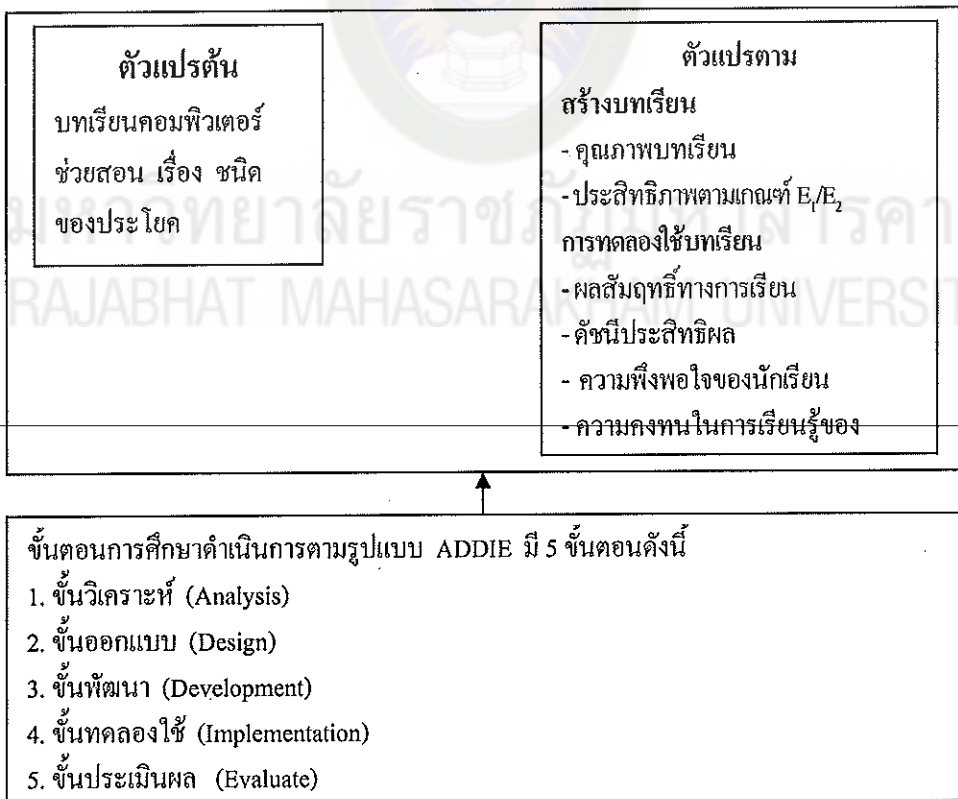 ตัวแปรต้น
บทเรียนคอมพิวเตอร์
ช่วยสอน เรื่อง ชนิด
ของประโยค
ตัวแปรตาม
สร้างบทเรียน
- คุณภาพบทเรียน
- ประสิทธิภาพตามเกณฑ์ E₁/E₂
การทดลองใช้บทเรียน
- ผลสัมฤทธิ์ทางการเรียน
- ดัชนีประสิทธิผล
- ความพึงพอใจของนักเรียน
- ความคงทนในการเรียนรู้ของ
RAJABHAT MAHASARAKHAM UNIVERSIT
ขั้นตอนการศึกษาดำเนินการตามรูปแบบ ADDIE มี 5 ขั้นตอนดังนี้
1. ขั้นวิเคราะห์ (Analysis)
2. ขั้นออกแบบ (Design)
3. ขั้นพัฒนา (Development)
4. ขั้นทดลองใช้ (Implementation)
5. ขั้นประเมินผล (Evaluate)